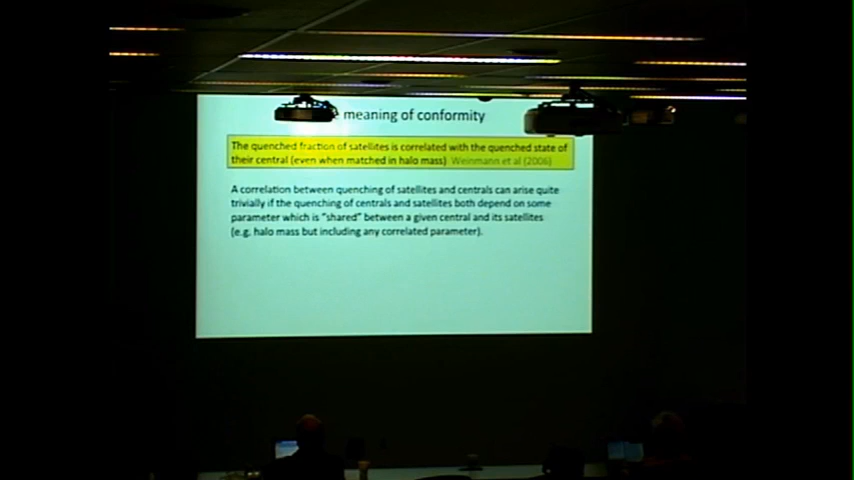 meaning of conformity
The quenched fraction of satellites is correlated with the quenched state of
their central (even when matched in halo mass) Weinmann et al (2006)
A correlation between quenching of satellites and centrals can arise quite
trivially if the quenching of centrals and satellites both depend on some
parameter which is "shared" between a given central and its satellites
(e.g. halo mass but including any correlated parameter).